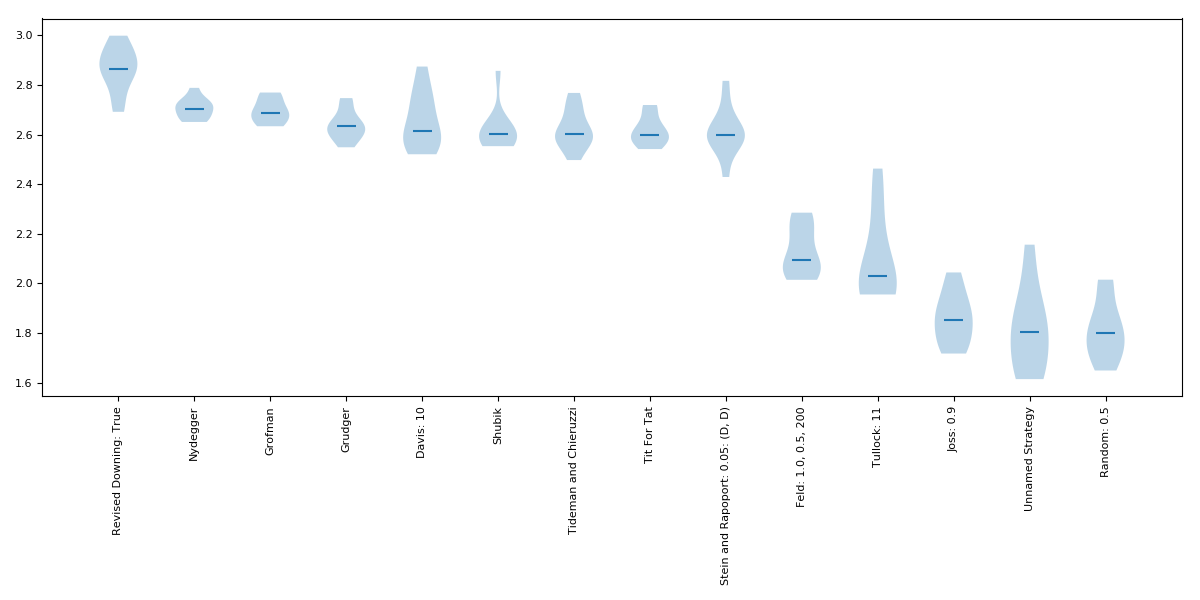 3.0
2.8
2.6
2.4
2.2
2.0
1.8
1.6
Revised Downing: True
Nydegger
Grofman
Grudger
Davis: 10
Shubik
Tideman and Chieruzzi
Tit For Tat
Stein and Rapoport: 0.05: (D, D)
Feld: 1.0, 0.5, 200
Tullock: 11
Joss: 0.9
Unnamed Strategy
Random: 0.5